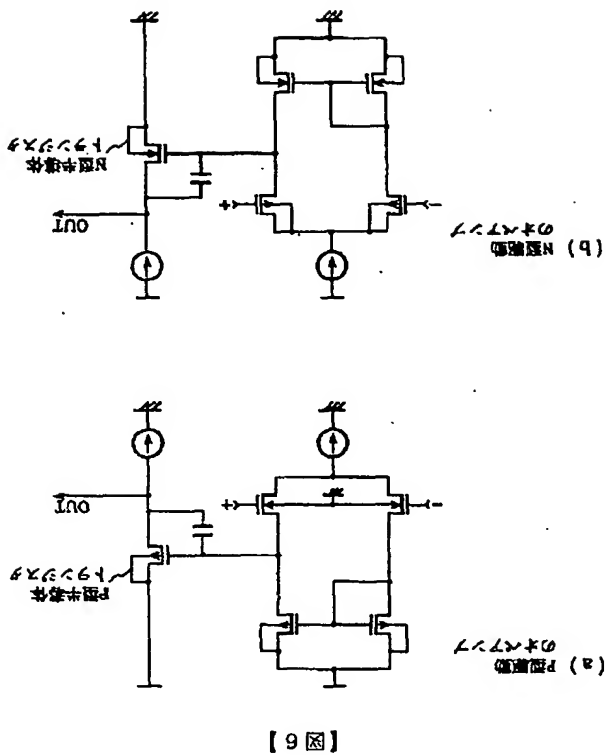 【図6】
(a) P型駆動
のオペアンプ
P型半導体
トランジスタ
- +
OUT
(b) N型駆動
のオペアンプ
- +
OUT
N型半導体
トランジスタ